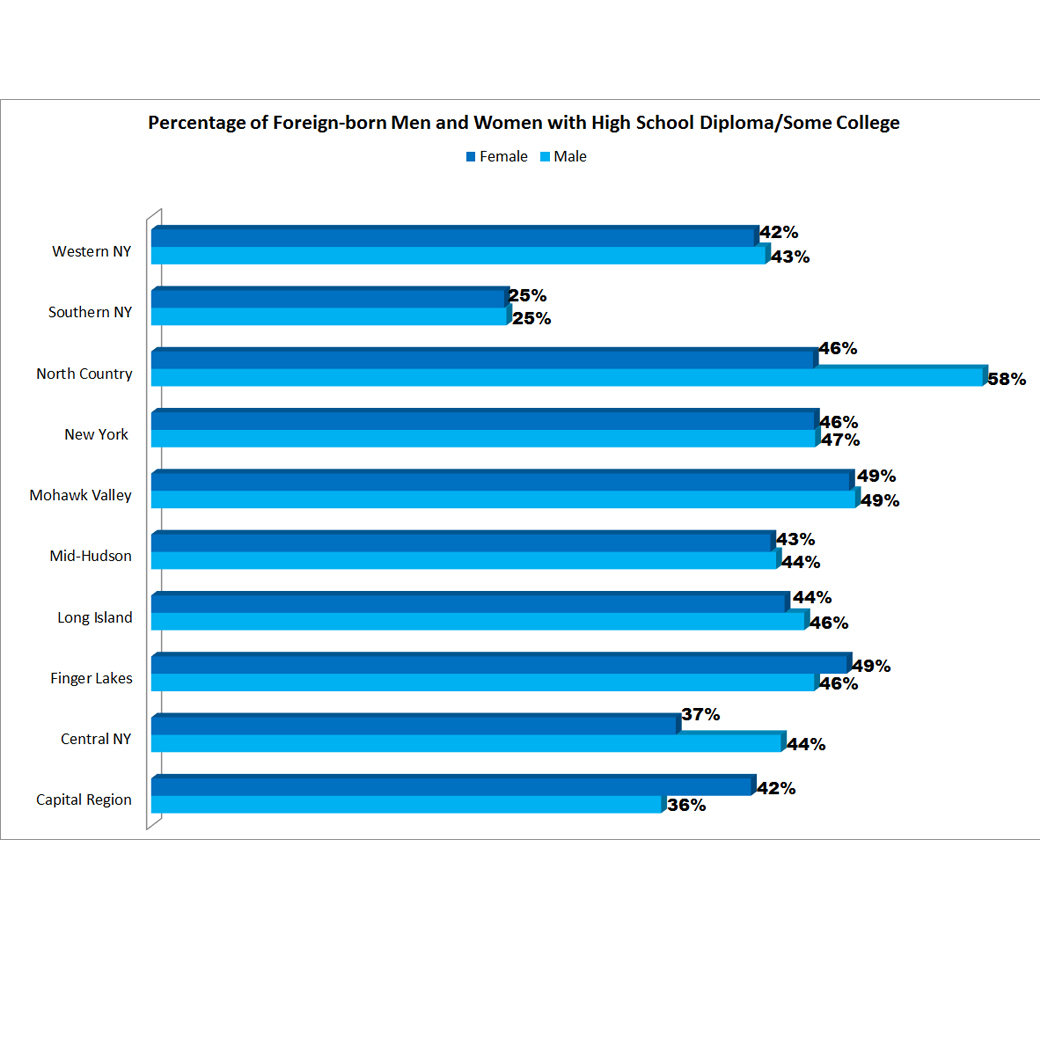 Percentage of Foreign-born Men and Women with High School Diploma/Some College
Female Male
Western NY 42% 43%
Southern NY 25% 25%
North Country 46% 58%
New York 46% 47%
Mohawk Valley 49% 49%
Mid-Hudson 43% 44%
Long Island 44% 46%
Finger Lakes 49% 46%
Central NY 37% 44%
Capital Region 42% 36%